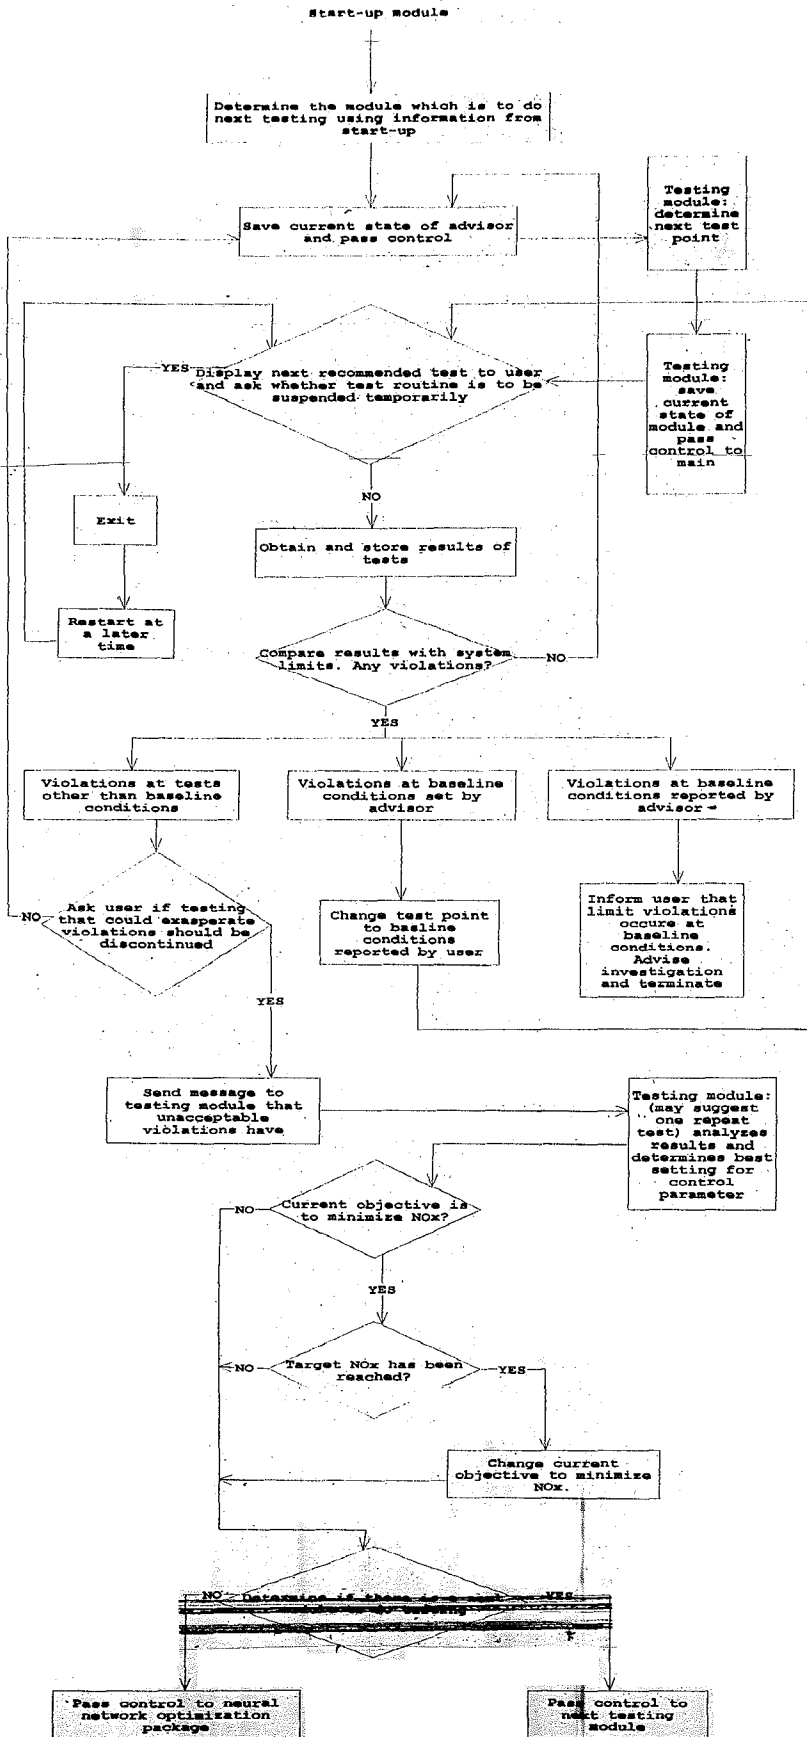 Start-up module
Determine the module which is to do
next testing using information from
start-up
Save current state of advisor
and pass control
Testing
module:
determine
next test
point
YES
Display next recommended test to user
and ask whether test routine is to be
suspended temporarily
Testing
module:
save
current
state of
module and
pass
control to
main
NO
Exit
Obtain and store results of
tests
Restart at
a later
time
Compare results with system
limits. Any violations?
NO
YES
Violations at tests
other than baseline
conditions
Violations at baseline
conditions set by
advisor
Violations at baseline
conditions reported by
advisor
NO
Ask user if testing
that could exasperate
violations should be
discontinued
Change test point
to basline
conditions
reported by user
Inform user that
limit violations
occure at
baseline
conditions.
Advise
investigation
and terminate
YES
Send message to
testing module that
unacceptable
violations have
Testing module:
(may suggest
one repeat
test) analyzes
results and
determines best
setting for
control
parameter
NO
Current objective is
to minimize NOx?
YES
NO
Target NOx has been
reached?
YES
Change current
objective to minimize
NOx.
NO
Determine if there is a next
YES
Pass control to neural
network optimization
package
Pass control to
next testing
module